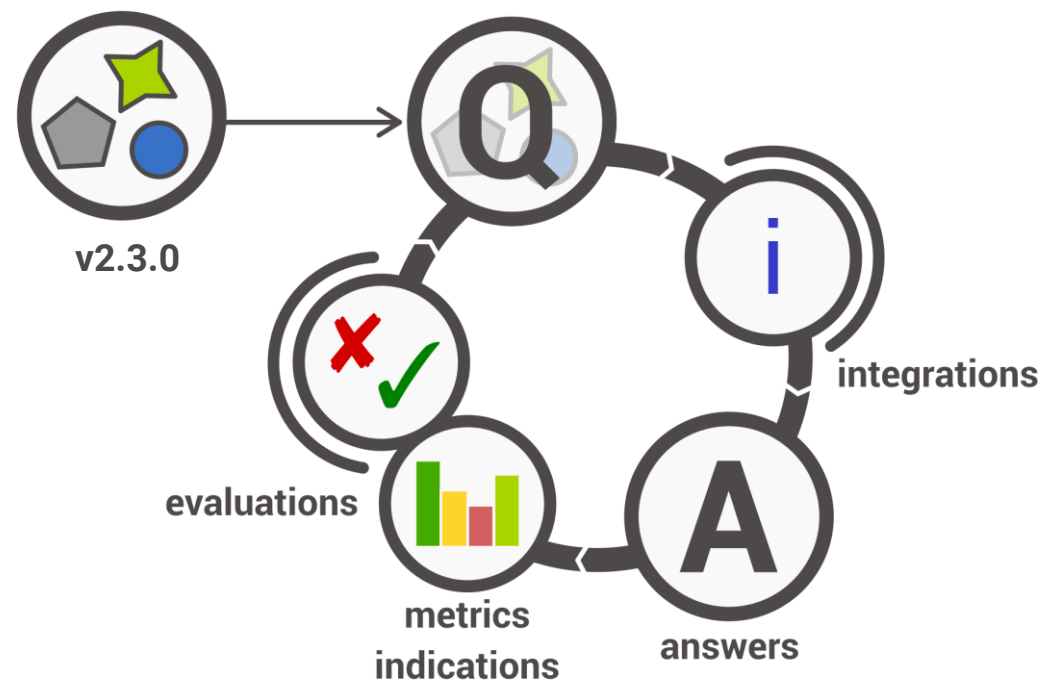 Q
v2.3.0
i
integrations
evaluations
A
metrics
indications
answers